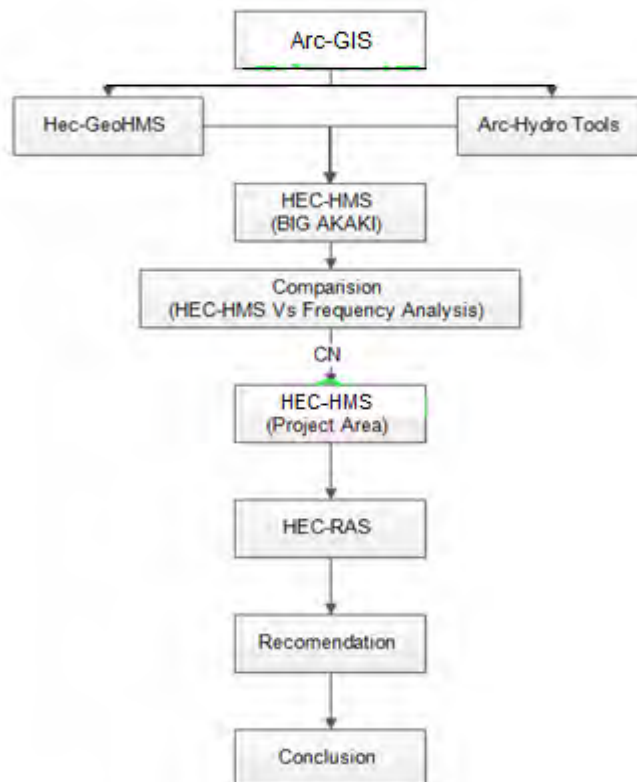 Arc-GIS
Hec-GeoHMS
Arc-Hydro Tools
HEC-HMS
(BIG AKAKI)
Comparision
(HEC-HMS Vs Frequency Analysis)
CN
HEC-HMS
(Project Area)
HEC-RAS
Recomendation
Conclusion